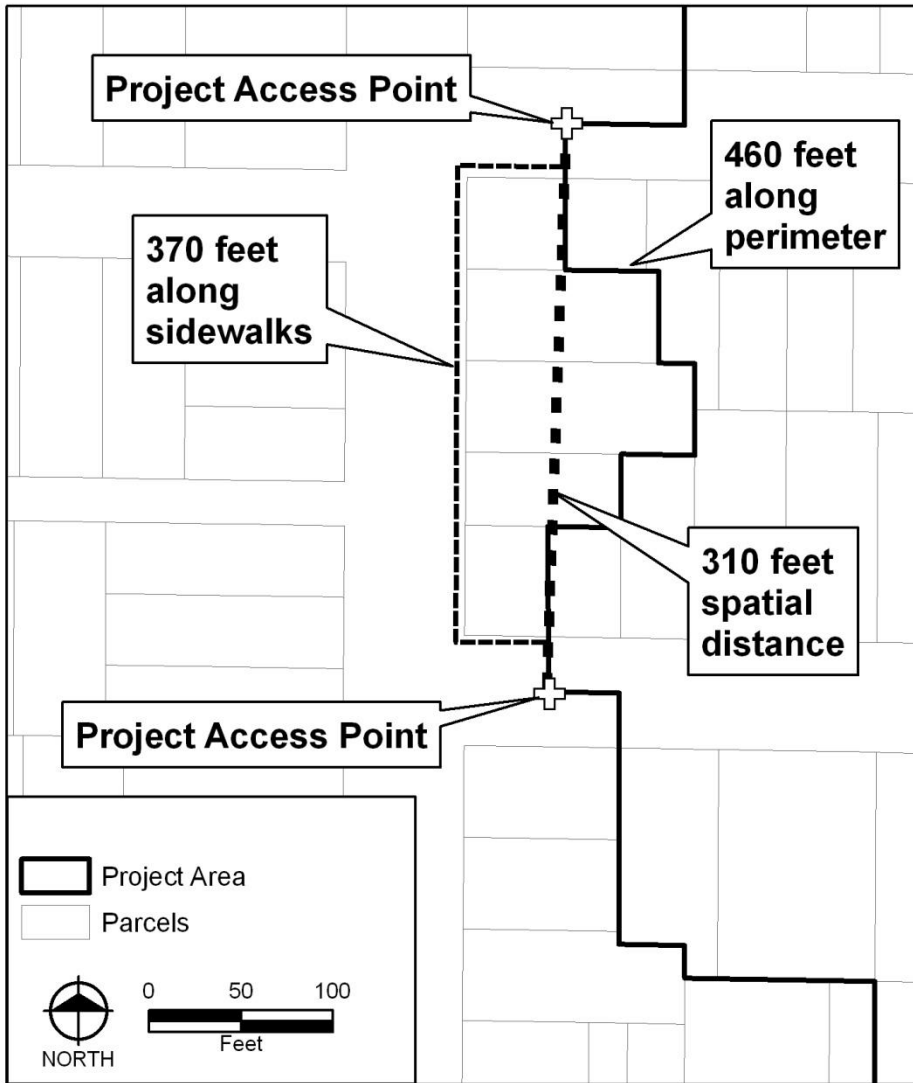 Project Access Point
460 feet
along
perimeter
370 feet
along
sidewalks
310 feet
spatial
distance
Project Access Point
Project Area
Parcels
0 50 100
Feet
NORTH